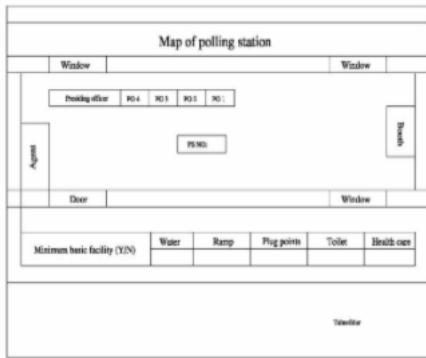 Map of polling station
Window Window
Presiding officer PO 4 PO 3 PO 2 PO 1
Agent
Booth
PS NO:
Door Window
Minimum basic facility (Y/N) Water Ramp Plug points Toilet Health care